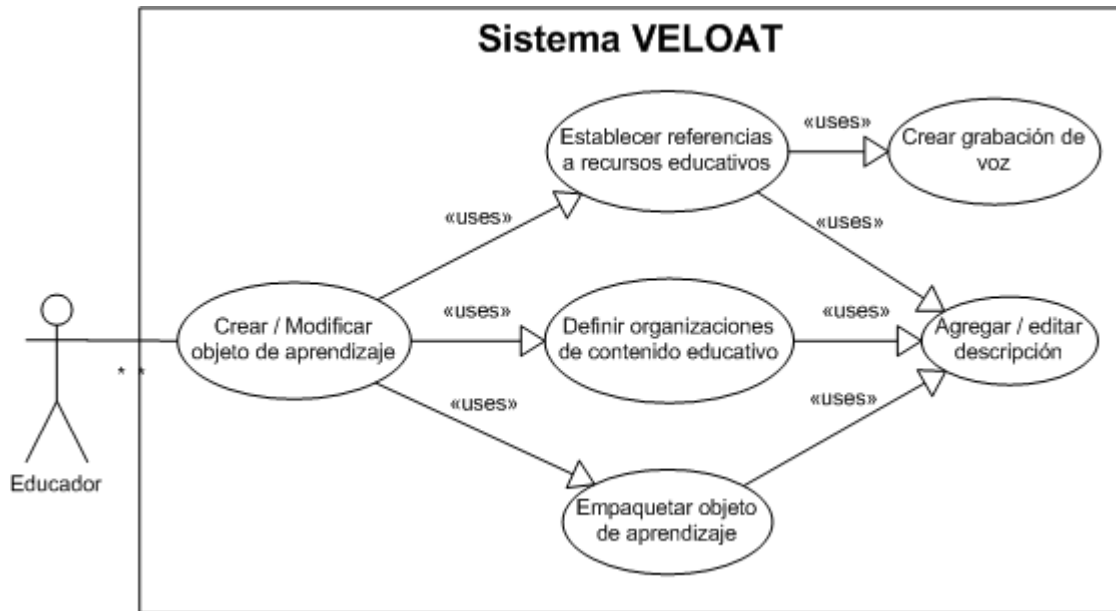 Sistema VELOAT
Establecer referencias
a recursos educativos
«uses»
Crear grabación de
voz
«uses»
«uses»
Crear / Modificar
objeto de aprendizaje
«uses»
Definir organizaciones
de contenido educativo
«uses»
Agregar / editar
descripción
* *
«uses»
«uses»
Educador
Empaquetar objeto
de aprendizaje